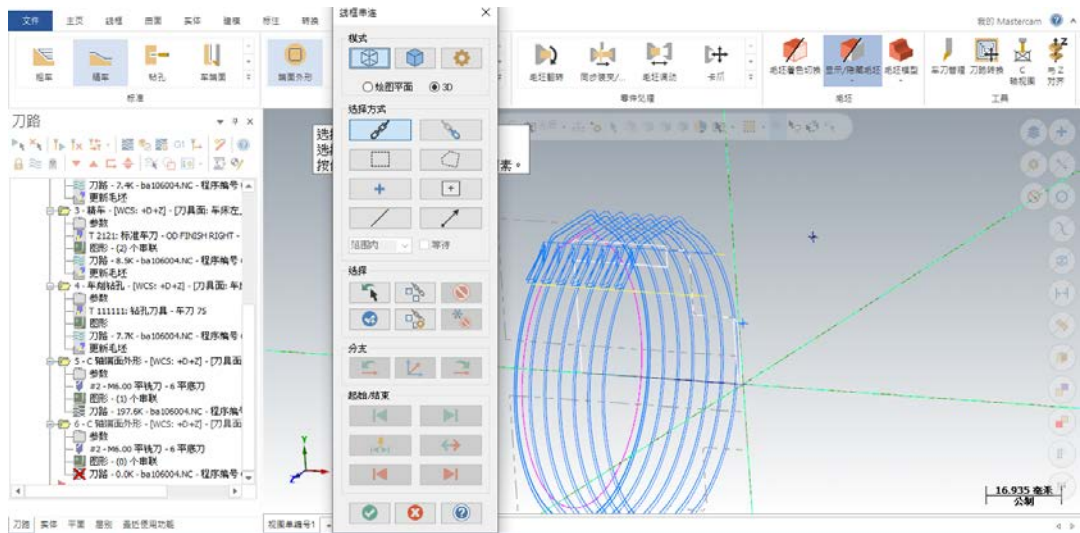 文件 主页 线框 曲面 实体 建模 标注 转换
我的 Mastercam
粗车 精车 钻孔 车端面
标准
端面外形
毛坯翻转 同步装夹/... 毛坯调动 卡爪
零件处理
毛坯着色切换 显示/隐藏毛坯 毛坯模型
毛坯
车刀管理 刀路转换 C 轴视图 与 Z 对齐
工具
线框串连
模式
绘图平面 3D
选择方式
范围内 等待
选择
分支
起始/结束
刀路
刀路 - 7.4K - ba106004.NC - 程序编号
更新毛坯
3 - 精车 - [WCS: +D+Z] - [刀具面: 车床左
参数
T 2121: 标准车刀 - OD FINISH RIGHT -
图形 - (2) 个串联
刀路 - 8.9K - ba106004.NC - 程序编号
更新毛坯
4 - 车削钻孔 - [WCS: +D+Z] - [刀具面: 车
参数
T 111111: 钻孔刀具 - 车刀 75
图形
刀路 - 7.7K - ba106004.NC - 程序编号
更新毛坯
5 - C 轴端面外形 - [WCS: +D+Z] - [刀具面
参数
#2 - M6.00 平铣刀 - 6 平底刀
图形 - (1) 个串联
刀路 - 197.6K - ba106004.NC - 程序编
6 - C 轴端面外形 - [WCS: +D+Z] - [刀具面
参数
#2 - M6.00 平铣刀 - 6 平底刀
图形 - (0) 个串联
刀路 - 0.0K - ba106004.NC - 程序编号
选
选
按
素。
Y
Z
16.935 毫米
公制
刀路 实体 平面 层别 最近使用功能
视图单编号1